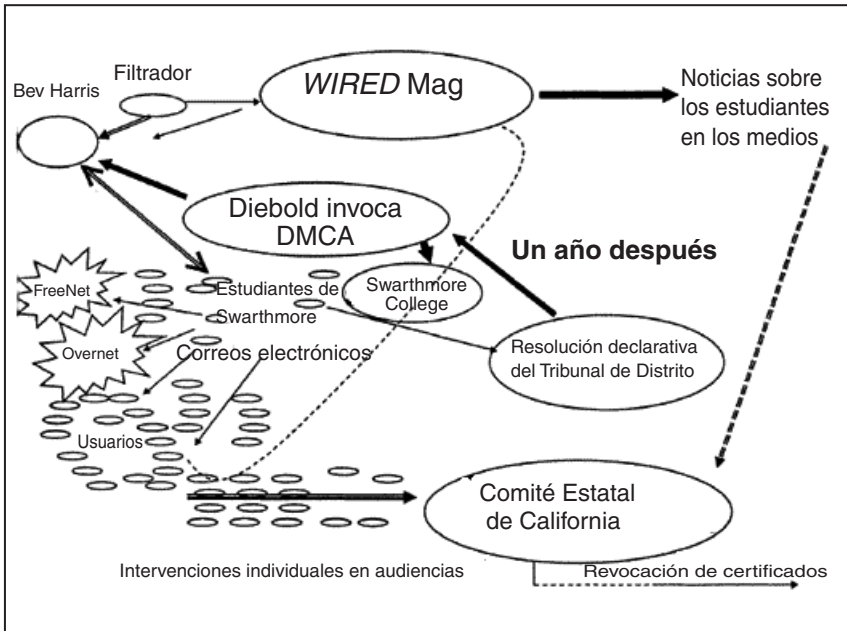 Filtrador
Bev Harris
WIRED Mag
Noticias sobre
los estudiantes
en los medios
Diebold invoca
DMCA
Un año después
FreeNet
Estudiantes de
Swarthmore
Swarthmore
College
Overnet
Correos electrónicos
Resolución declarativa
del Tribunal de Distrito
Usuarios
Comité Estatal
de California
Intervenciones individuales en audiencias
Revocación de certificados